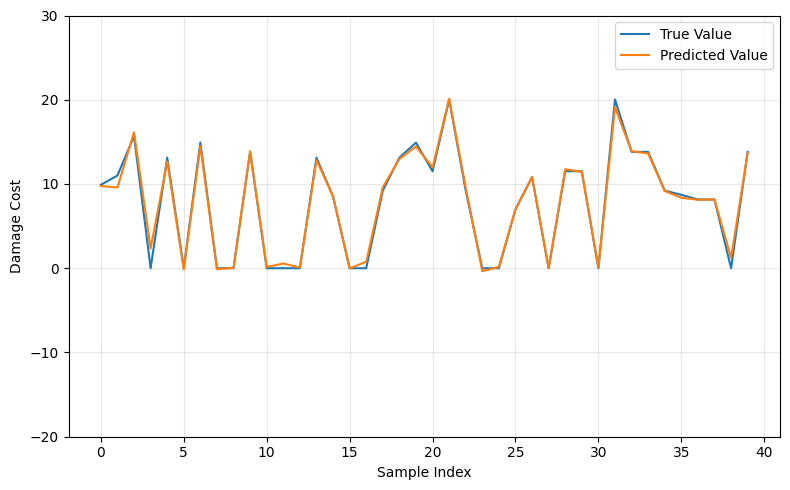 True Value
Predicted Value
30
20
10
0
−10
−20
Damage Cost
0 5 10 15 20 25 30 35 40
Sample Index